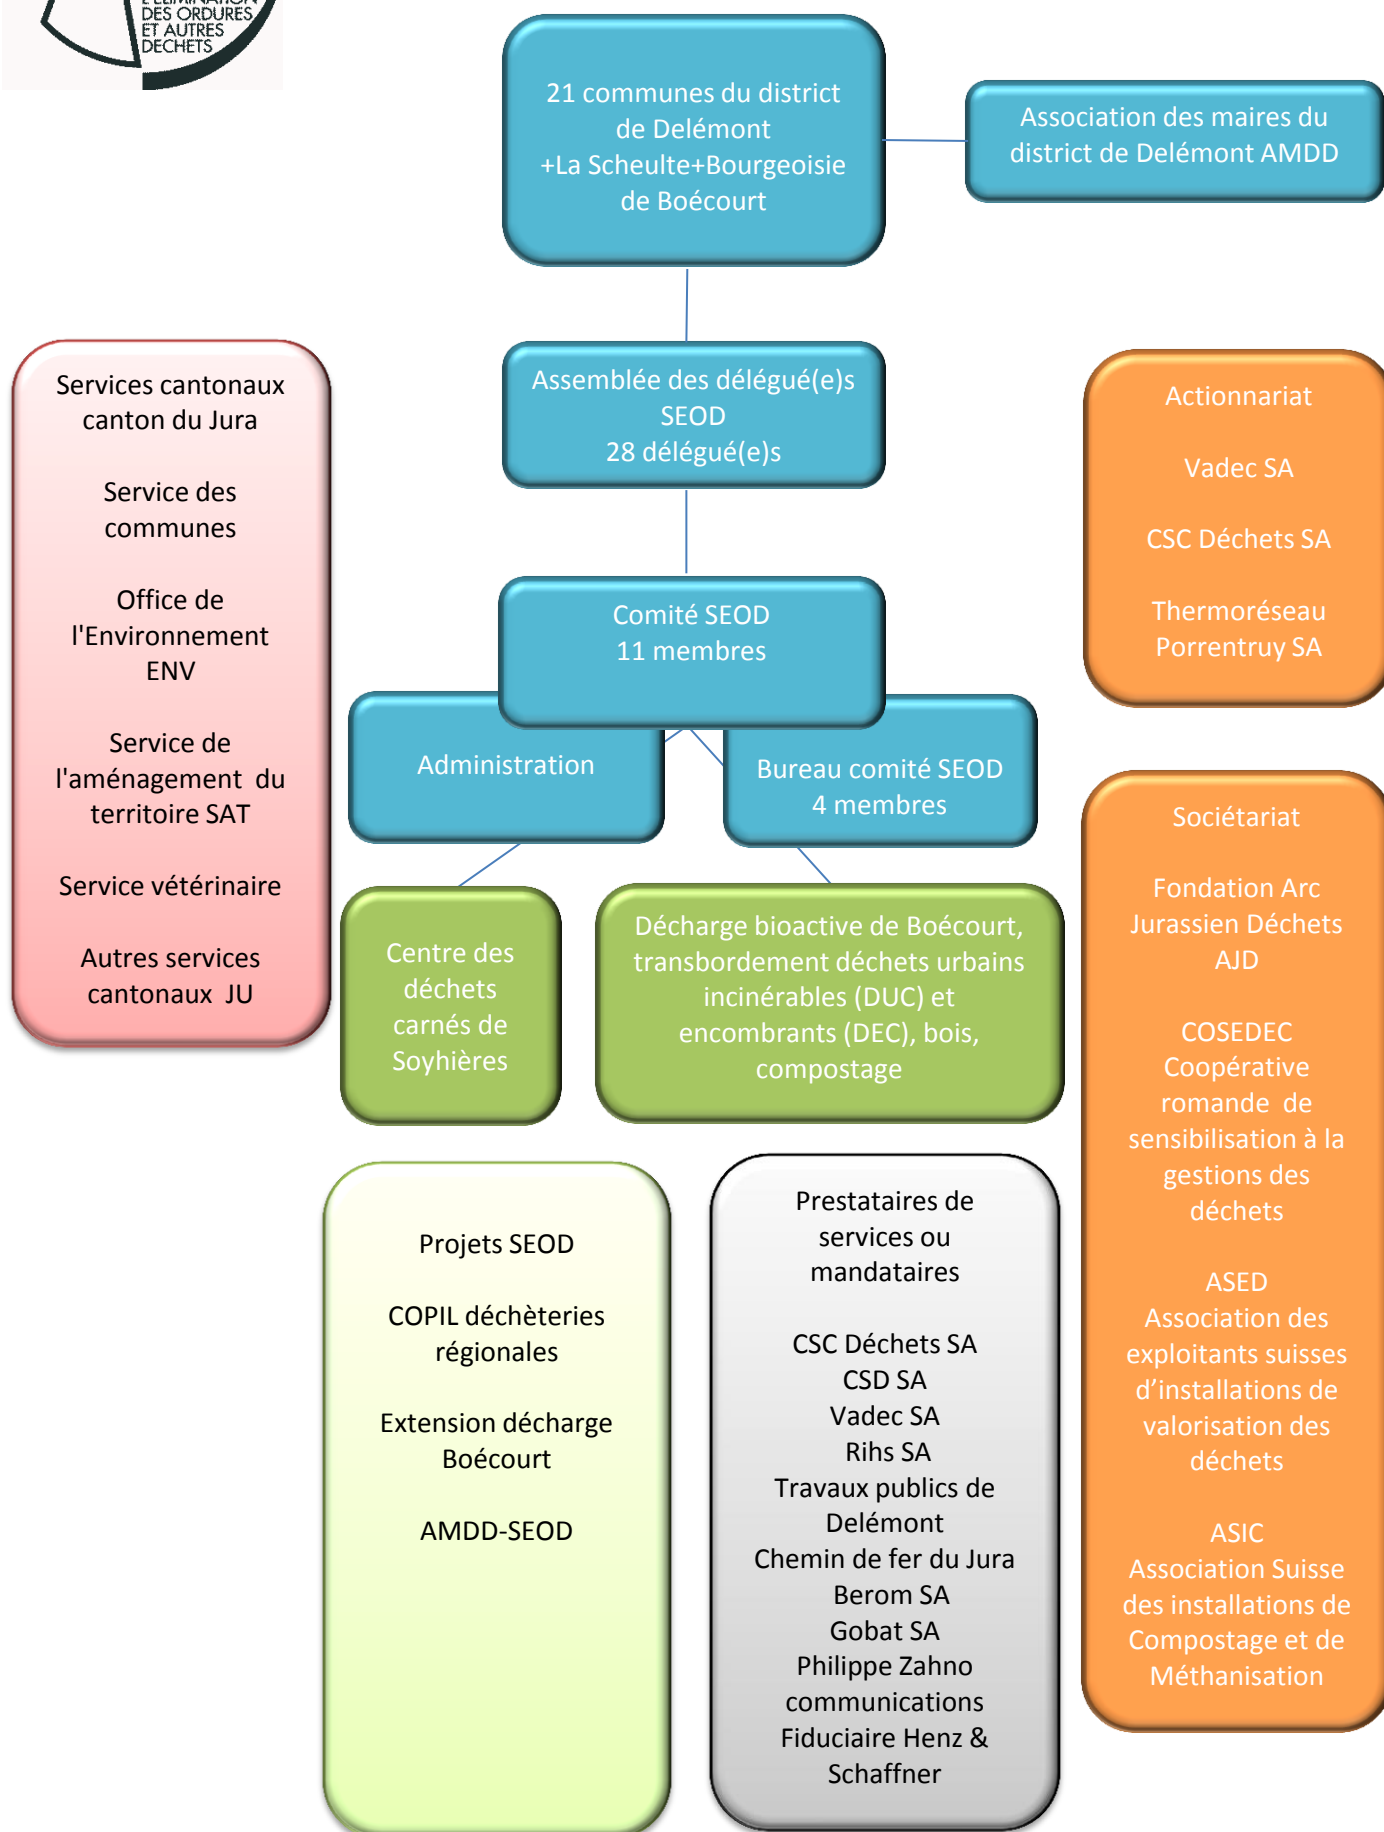 L'ELIMINATION
DES ORDURES
ET AUTRES
DECHETS
21 communes du district
de Delémont
+La Scheulte+Bourgeoisie
de Boécourt
Association des maires du
district de Delémont AMDD
Assemblée des délégué(e)s
SEOD
28 délégué(e)s
Comité SEOD
11 membres
Administration
Bureau comité SEOD
4 membres
Services cantonaux
canton du Jura
Service des
communes
Office de
l'Environnement
ENV
Service de
l'aménagement du
territoire SAT
Service vétérinaire
Autres services
cantonaux JU
Actionnariat
Vadec SA
CSC Déchets SA
Thermoréseau
Porrentruy SA
Centre des
déchets
carnés de
Soyhières
Décharge bioactive de Boécourt,
transbordement déchets urbains
incinérables (DUC) et
encombrants (DEC), bois,
compostage
Sociétariat
Fondation Arc
Jurassien Déchets
AJD
COSEDEC
Coopérative
romande de
sensibilisation à la
gestions des
déchets
ASED
Association des
exploitants suisses
d’installations de
valorisation des
déchets
ASIC
Association Suisse
des installations de
Compostage et de
Méthanisation
Projets SEOD
COPIL déchèteries
régionales
Extension décharge
Boécourt
AMDD-SEOD
Prestataires de
services ou
mandataires
CSC Déchets SA
CSD SA
Vadec SA
Rihs SA
Travaux publics de
Delémont
Chemin de fer du Jura
Berom SA
Gobat SA
Philippe Zahno
communications
Fiduciaire Henz &
Schaffner